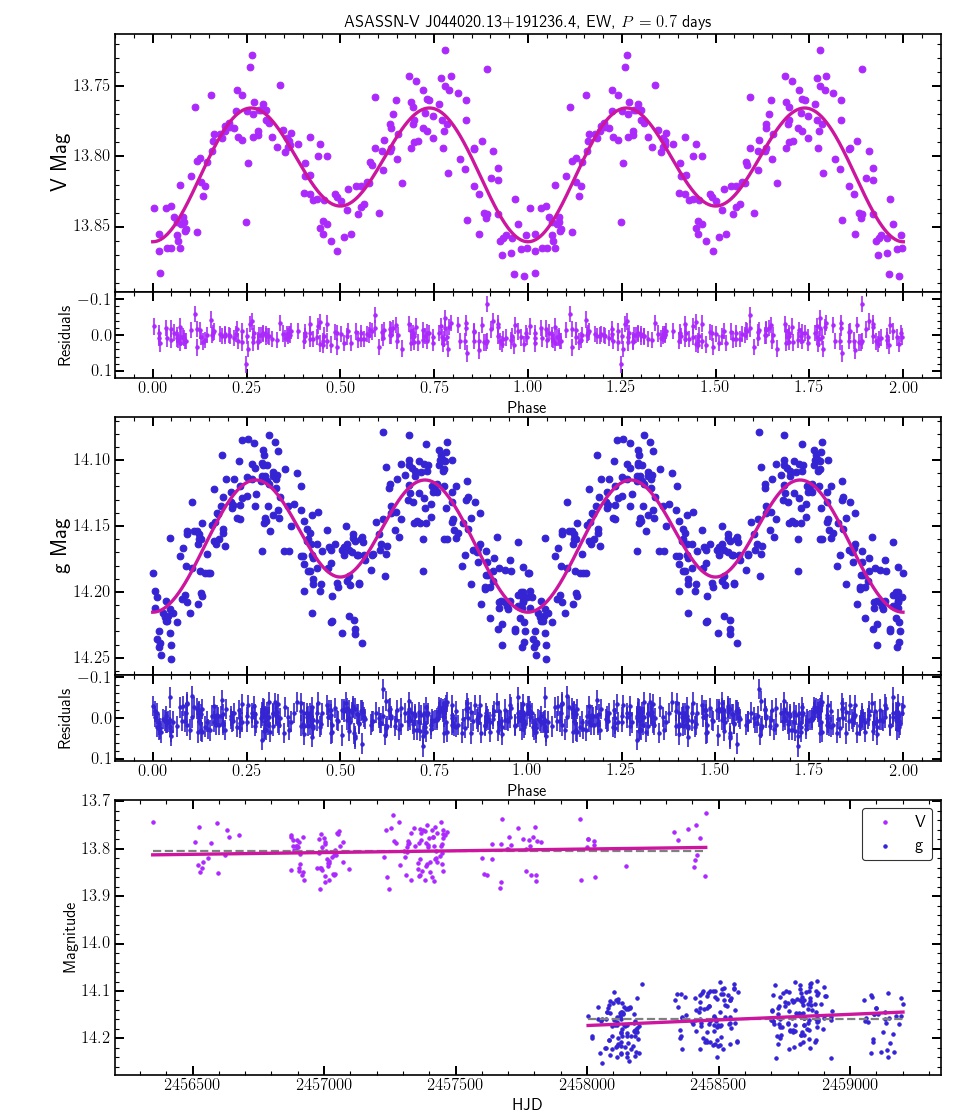 ASASSN-V J044020.13+191236.4, EW, P = 0.7 days
13.75
13.80
13.85
V Mag
−0.1
0.0
0.1
Residuals
0.00 0.25 0.50 0.75 1.00 1.25 1.50 1.75 2.00
Phase
14.10
14.15
14.20
14.25
g Mag
−0.1
0.0
0.1
Residuals
0.00 0.25 0.50 0.75 1.00 1.25 1.50 1.75 2.00
Phase
13.7
13.8
13.9
14.0
14.1
14.2
Magnitude
V
g
2456500 2457000 2457500 2458000 2458500 2459000
HJD